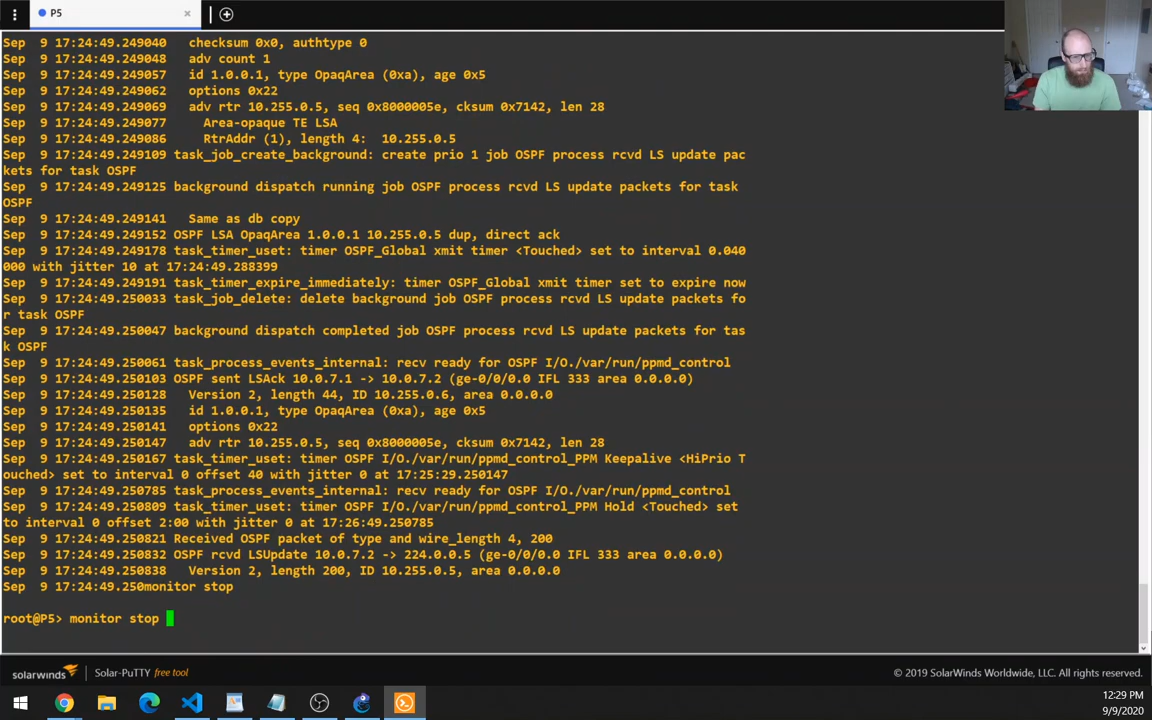 P5
Sep  9 17:24:49.249040   checksum 0x0, authtype 0
Sep  9 17:24:49.249048   adv count 1
Sep  9 17:24:49.249057   id 1.0.0.1, type OpaqArea (0xa), age 0x5
Sep  9 17:24:49.249062   options 0x22
Sep  9 17:24:49.249069   adv rtr 10.255.0.5, seq 0x8000005e, cksum 0x7142, len 28
Sep  9 17:24:49.249077     Area-opaque TE LSA
Sep  9 17:24:49.249086     RtrAddr (1), length 4:  10.255.0.5
Sep  9 17:24:49.249109 task_job_create_background: create prio 1 job OSPF process rcvd LS update pac
kets for task OSPF
Sep  9 17:24:49.249125 background dispatch running job OSPF process rcvd LS update packets for task
OSPF
Sep  9 17:24:49.249141   Same as db copy
Sep  9 17:24:49.249152 OSPF LSA OpaqArea 1.0.0.1 10.255.0.5 dup, direct ack
Sep  9 17:24:49.249178 task_timer_uset: timer OSPF_Global xmit timer <Touched> set to interval 0.040
000 with jitter 10 at 17:24:49.288399
Sep  9 17:24:49.249191 task_timer_expire_immediately: timer OSPF_Global xmit timer set to expire now
Sep  9 17:24:49.250033 task_job_delete: delete background job OSPF process rcvd LS update packets fo
r task OSPF
Sep  9 17:24:49.250047 background dispatch completed job OSPF process rcvd LS update packets for tas
k OSPF
Sep  9 17:24:49.250061 task_process_events_internal: recv ready for OSPF I/O./var/run/ppmd_control
Sep  9 17:24:49.250103 OSPF sent LSAck 10.0.7.1 -> 10.0.7.2 (ge-0/0/0.0 IFL 333 area 0.0.0.0)
Sep  9 17:24:49.250128   Version 2, length 44, ID 10.255.0.6, area 0.0.0.0
Sep  9 17:24:49.250135   id 1.0.0.1, type OpaqArea (0xa), age 0x5
Sep  9 17:24:49.250141   options 0x22
Sep  9 17:24:49.250147   adv rtr 10.255.0.5, seq 0x8000005e, cksum 0x7142, len 28
Sep  9 17:24:49.250167 task_timer_uset: timer OSPF I/O./var/run/ppmd_control_PPM Keepalive <HiPrio T
ouched> set to interval 0 offset 40 with jitter 0 at 17:25:29.250147
Sep  9 17:24:49.250785 task_process_events_internal: recv ready for OSPF I/O./var/run/ppmd_control
Sep  9 17:24:49.250809 task_timer_uset: timer OSPF I/O./var/run/ppmd_control_PPM Hold <Touched> set
to interval 0 offset 2:00 with jitter 0 at 17:26:49.250785
Sep  9 17:24:49.250821 Received OSPF packet of type and wire_length 4, 200
Sep  9 17:24:49.250832 OSPF rcvd LSUpdate 10.0.7.2 -> 224.0.0.5 (ge-0/0/0.0 IFL 333 area 0.0.0.0)
Sep  9 17:24:49.250838   Version 2, length 200, ID 10.255.0.5, area 0.0.0.0
Sep  9 17:24:49.250monitor stop
root@P5> monitor stop
solarwinds Solar-PuTTY free tool © 2019 SolarWinds Worldwide, LLC. All rights reserved.
12:29 PM
9/9/2020